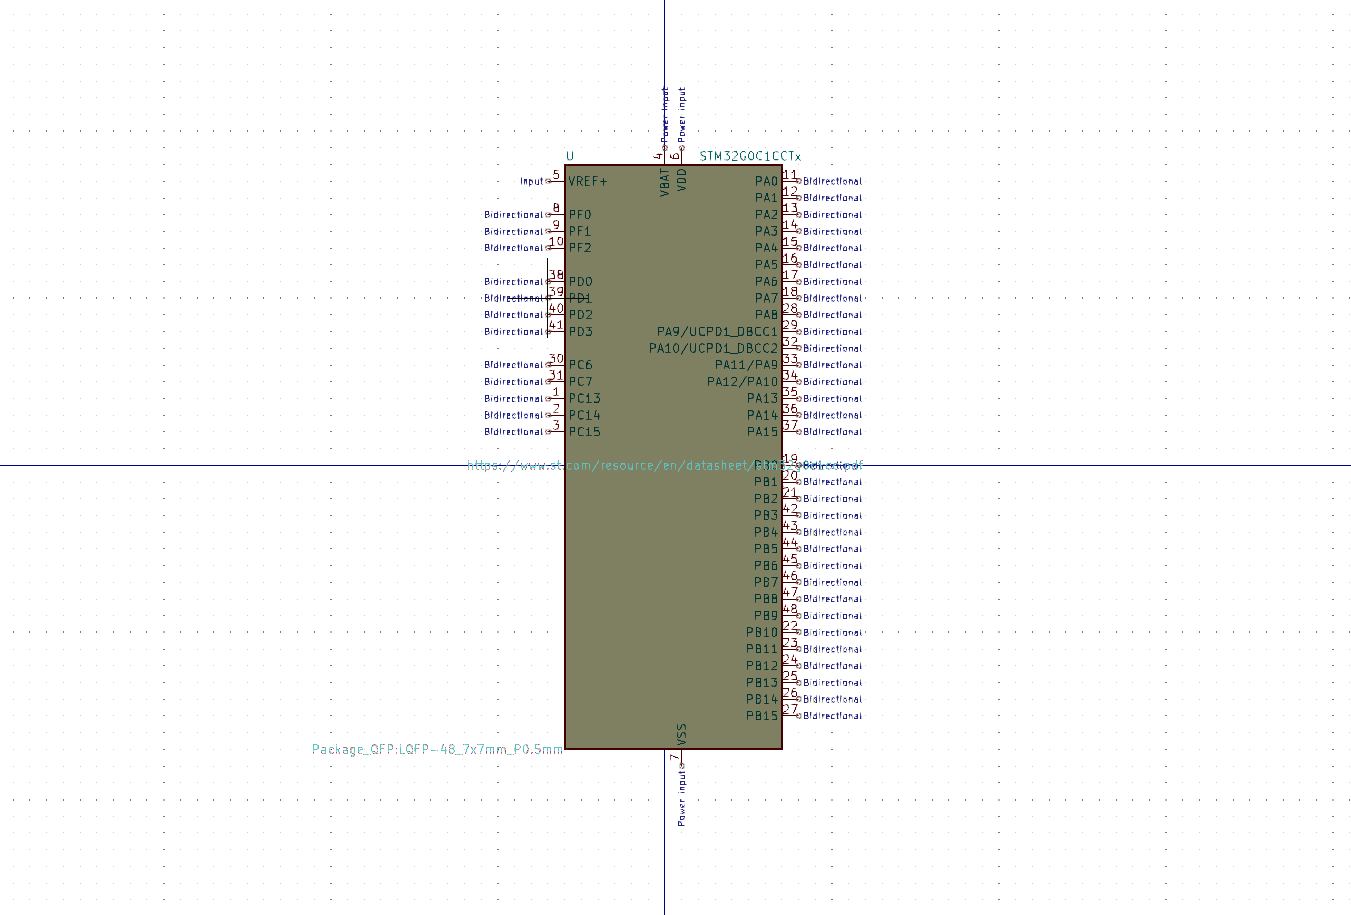 Power input
Power input
4
6
U
STM32G0C1CCTx
VBAT
VDD
Input 5 VREF+
PA0 11 Bidirectional
PA1 12 Bidirectional
Bidirectional 8 PF0
PA2 13 Bidirectional
Bidirectional 9 PF1
PA3 14 Bidirectional
Bidirectional 10 PF2
PA4 15 Bidirectional
PA5 16 Bidirectional
Bidirectional 38 PD0
PA6 17 Bidirectional
Bidirectional 39 PD1
PA7 18 Bidirectional
Bidirectional 40 PD2
PA8 28 Bidirectional
Bidirectional 41 PD3
PA9/UCPD1_DBCC1 29 Bidirectional
PA10/UCPD1_DBCC2 32 Bidirectional
Bidirectional 30 PC6
PA11/PA9 33 Bidirectional
Bidirectional 31 PC7
PA12/PA10 34 Bidirectional
Bidirectional 1 PC13
PA13 35 Bidirectional
Bidirectional 2 PC14
PA14 36 Bidirectional
Bidirectional 3 PC15
PA15 37 Bidirectional
https://www.st.com/resource/en/datasheet/
19
PB1 20 Bidirectional
PB2 21 Bidirectional
PB3 42 Bidirectional
PB4 43 Bidirectional
PB5 44 Bidirectional
PB6 45 Bidirectional
PB7 46 Bidirectional
PB8 47 Bidirectional
PB9 48 Bidirectional
PB10 22 Bidirectional
PB11 23 Bidirectional
PB12 24 Bidirectional
PB13 25 Bidirectional
PB14 26 Bidirectional
PB15 27 Bidirectional
VSS
Package_QFP:LQFP-48_7x7mm_P0.5mm
7
Power input